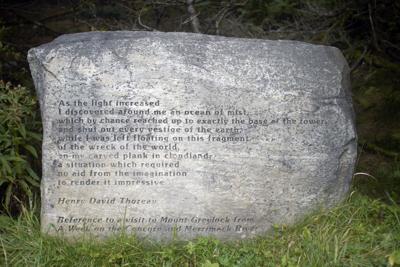 As the light increased
I discovered around me an ocean of mist,
which by chance reached up to exactly the base of the tower,
and shut out every vestige of the earth,
while I was left floating on this fragment
of the wreck of the world,
on my carved plank in cloudland;
a situation which required
no aid from the imagination
to render it impressive
Henry David Thoreau
Reference to a visit to Mount Greylock from
A Week on the Concord and Merrimack River